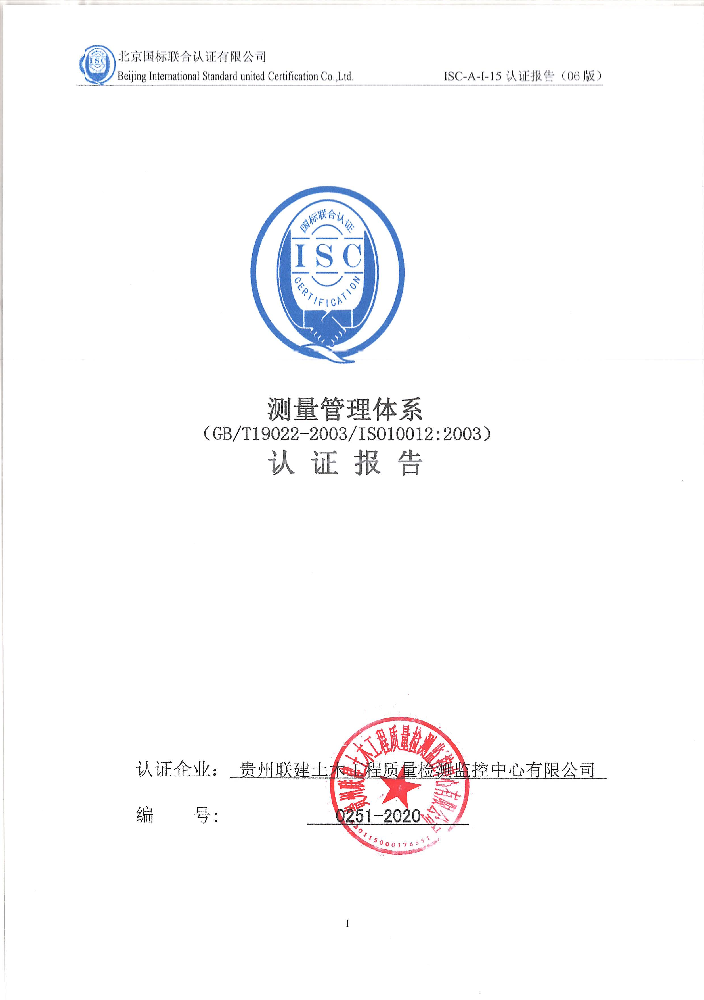 北京国标联合认证有限公司
Beijing International Standard united Certification Co.,Ltd.
ISC-A-I-15 认证报告（06 版）
ISC
国标联合认证
ISC
CERTIFICATION
测量管理体系
（GB/T19022-2003/ISO10012:2003）
认 证 报 告
贵州联建土木工程质量检测监控中心有限公司
认证企业： 贵州联建土木工程质量检测监控中心有限公司
编 号: 0251-2020
1